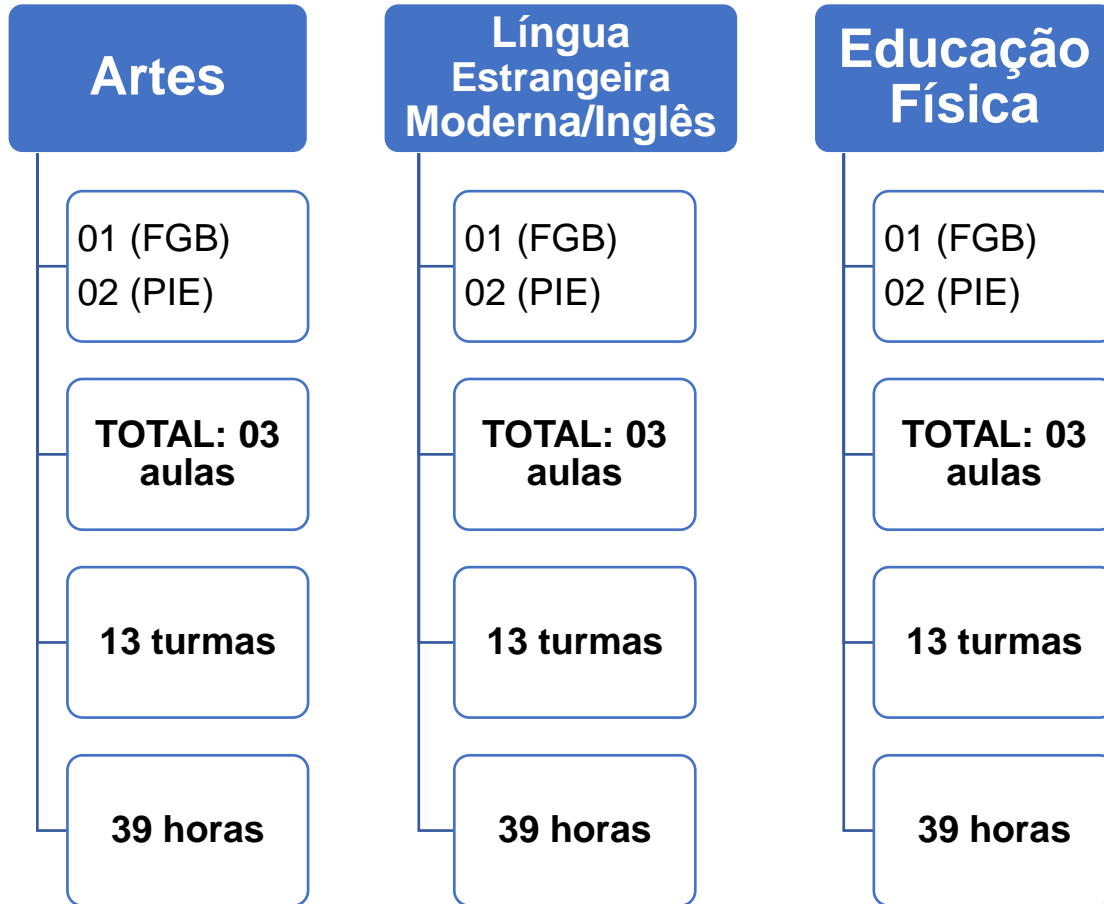 Artes
01 (FGB)
02 (PIE)
TOTAL: 03
aulas
13 turmas
39 horas
Língua
Estrangeira
Moderna/Inglês
01 (FGB)
02 (PIE)
TOTAL: 03
aulas
13 turmas
39 horas
Educação
Física
01 (FGB)
02 (PIE)
TOTAL: 03
aulas
13 turmas
39 horas